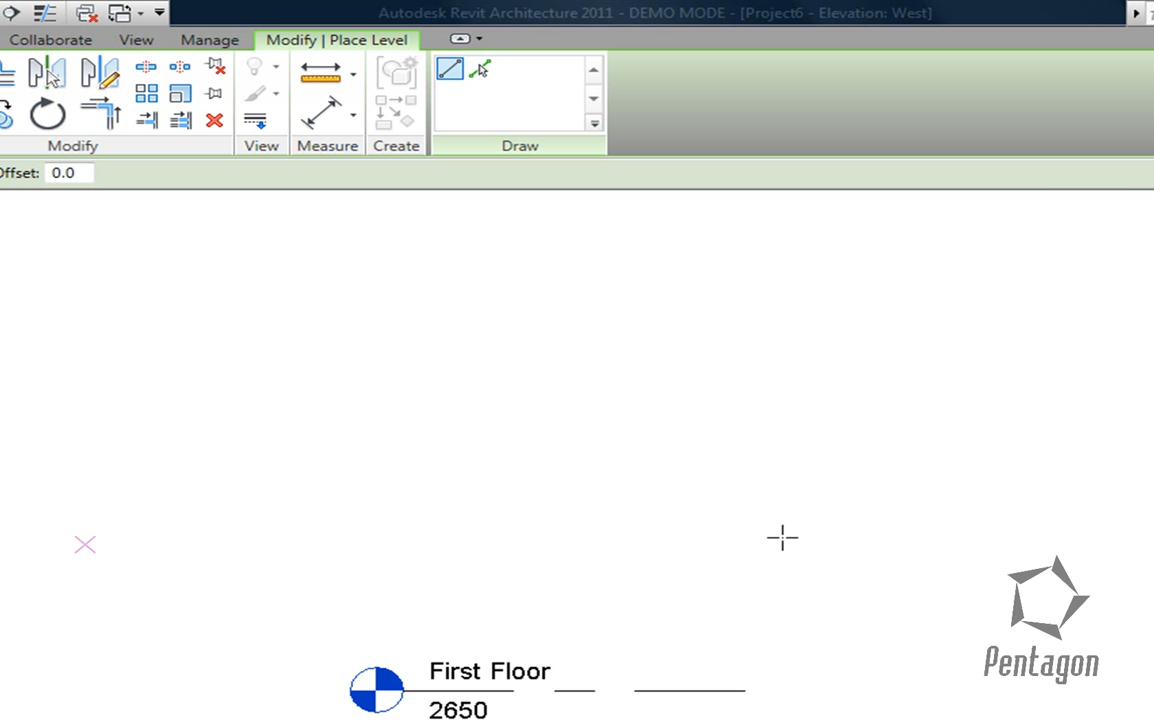 Autodesk Revit Architecture 2011 - DEMO MODE - [Project6 - Elevation: West]
Collaborate View Manage Modify | Place Level
Modify View Measure Create Draw
Offset: 0.0
First Floor
2650
Pentagon